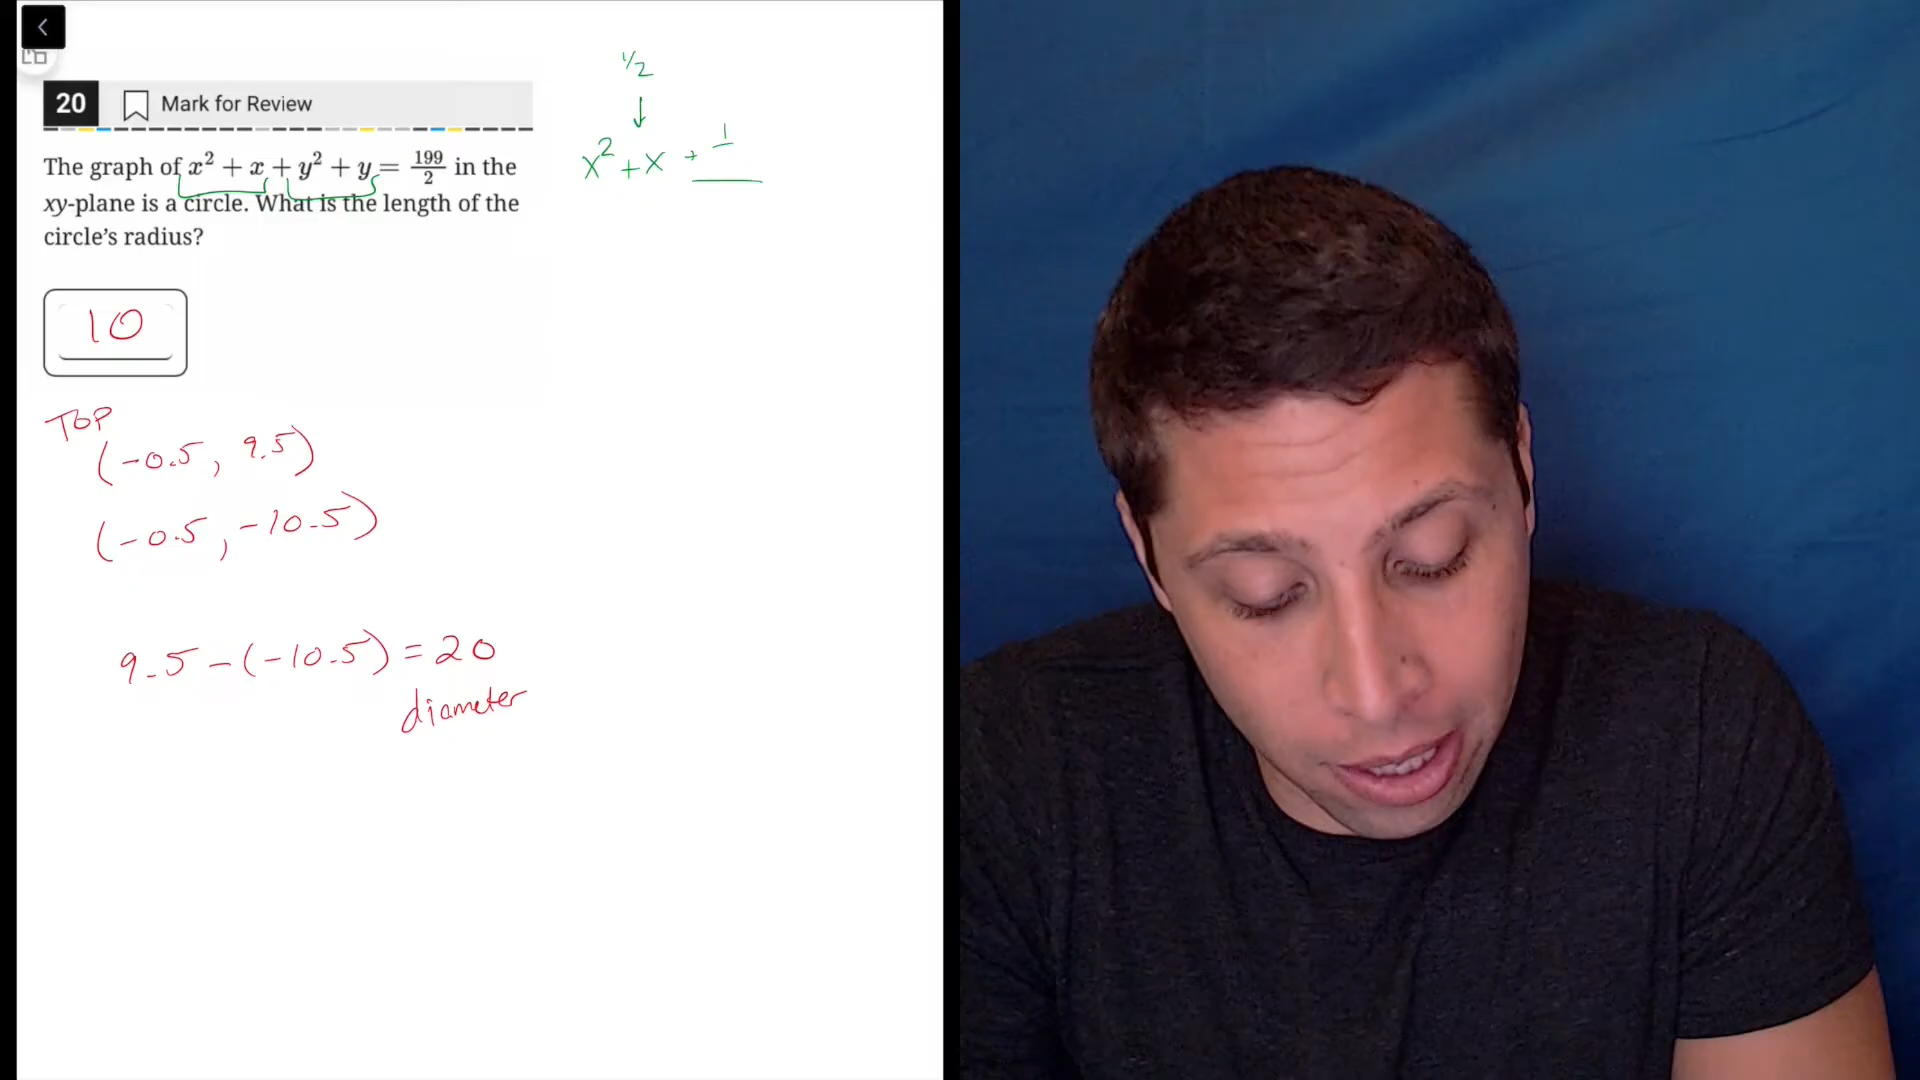 20 Mark for Review
The graph of x² + x + y² + y = 199/2 in the
xy-plane is a circle. What is the length of the
circle’s radius?
10
TOP
(-0.5, 9.5)
(-0.5, -10.5)
9.5-(-10.5) = 20
diameter
1/2
↓
x² + x + 1